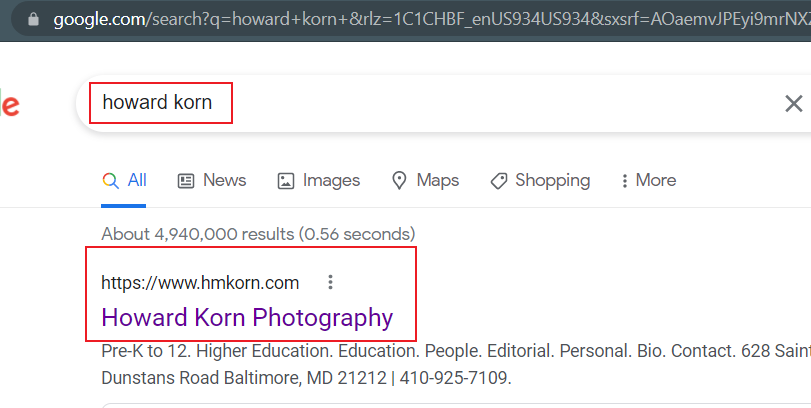 google.com/search?q=howard+korn+&rlz=1C1CHBF_enUS934US934&sxsrf=AOaemvJPEyi9mrNXZ
le
howard korn
All News Images Maps Shopping More
About 4,940,000 results (0.56 seconds)
https://www.hmkorn.com
Howard Korn Photography
Pre-K to 12. Higher Education. Education. People. Editorial. Personal. Bio. Contact. 628 Saint
Dunstans Road Baltimore, MD 21212 | 410-925-7109.